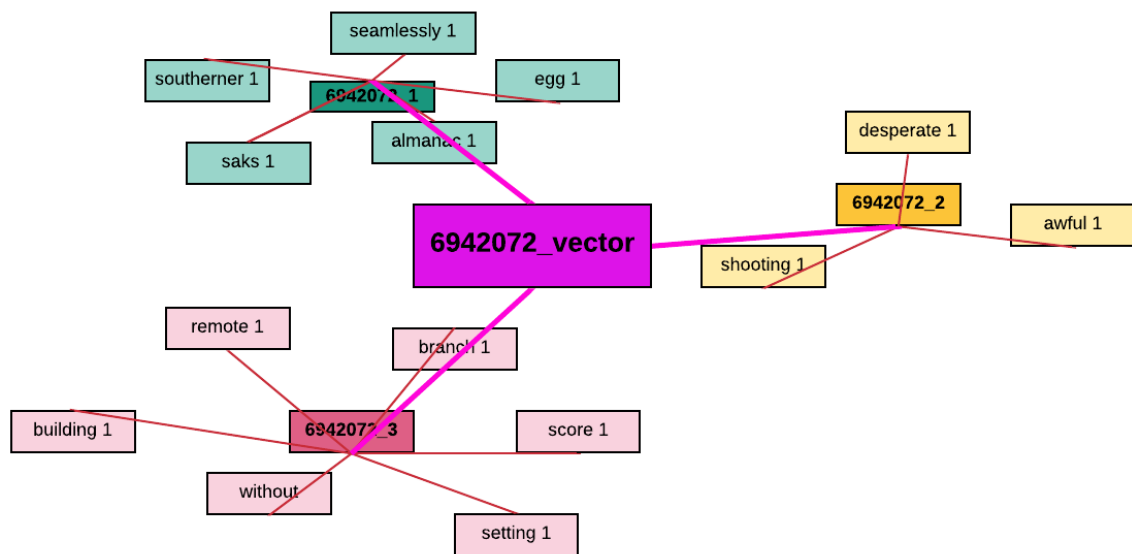 seamlessly 1
southerner 1
egg 1
6942072_1
almanac 1
saks 1
desperate 1
6942072_2
awful 1
shooting 1
6942072_vector
remote 1
branch 1
building 1
6942072_3
score 1
without
setting 1